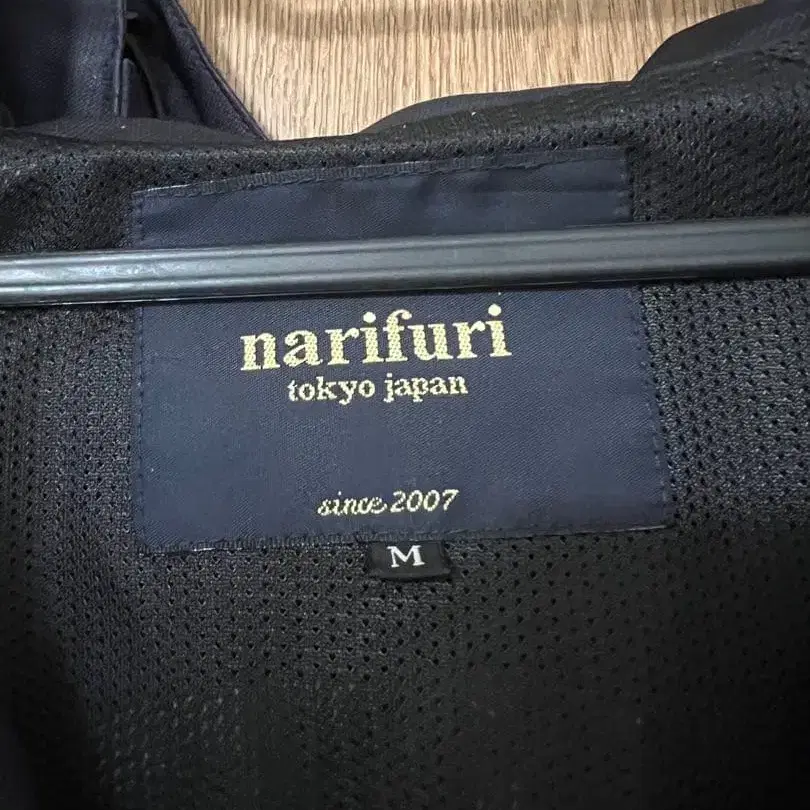 narifuri
tokyo japan
since 2007
M